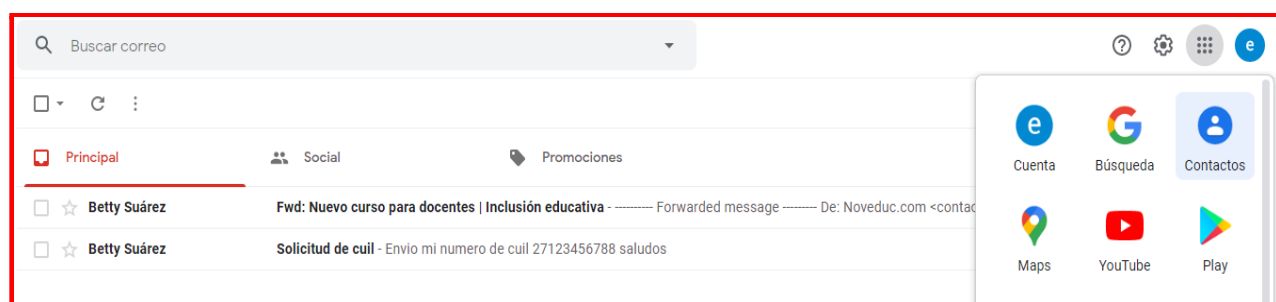 Buscar correo
e
Principal
Social
Promociones
Betty Suárez
Fwd: Nuevo curso para docentes | Inclusión educativa - ---------- Forwarded message --------- De: Noveduc.com <contac
Betty Suárez
Solicitud de cuil - Envio mi numero de cuil 27123456788 saludos
e
Cuenta
Búsqueda
Contactos
Maps
YouTube
Play